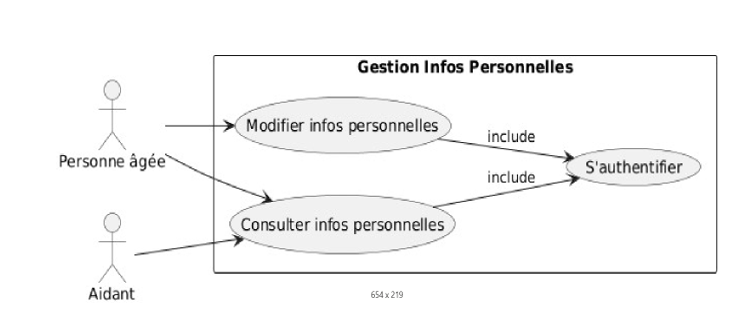 Gestion Infos Personnelles
Modifier infos personnelles
include
Personne âgée
S'authentifier
include
Consulter infos personnelles
Aidant
654 x 219